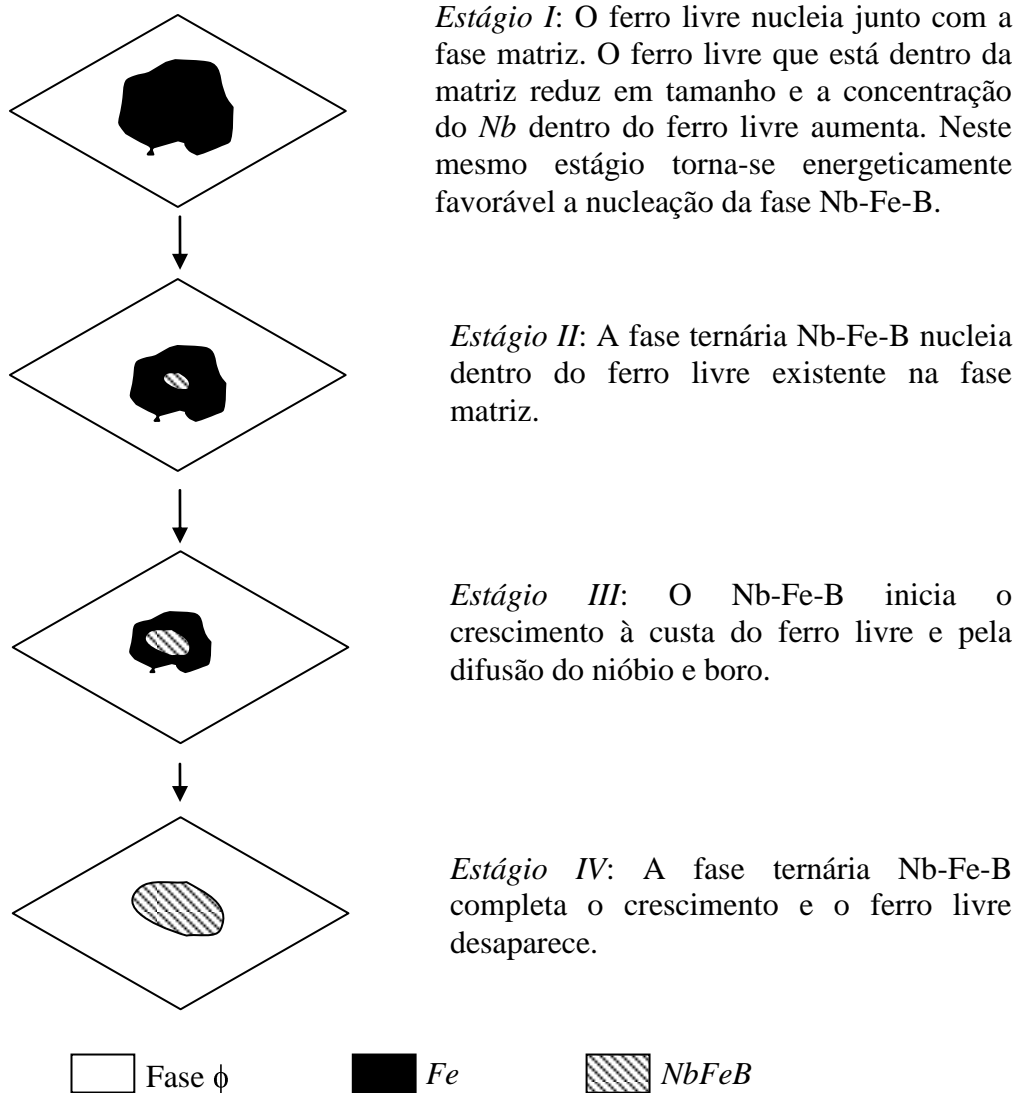 Estágio I: O ferro livre nucleia junto com a
fase matriz. O ferro livre que está dentro da
matriz reduz em tamanho e a concentração
do Nb dentro do ferro livre aumenta. Neste
mesmo estágio torna-se energeticamente
favorável a nucleação da fase Nb-Fe-B.
Estágio II: A fase ternária Nb-Fe-B nucleia
dentro do ferro livre existente na fase
matriz.
Estágio III: O Nb-Fe-B inicia o
crescimento à custa do ferro livre e pela
difusão do nióbio e boro.
Estágio IV: A fase ternária Nb-Fe-B
completa o crescimento e o ferro livre
desaparece.
Fase ϕ Fe NbFeB